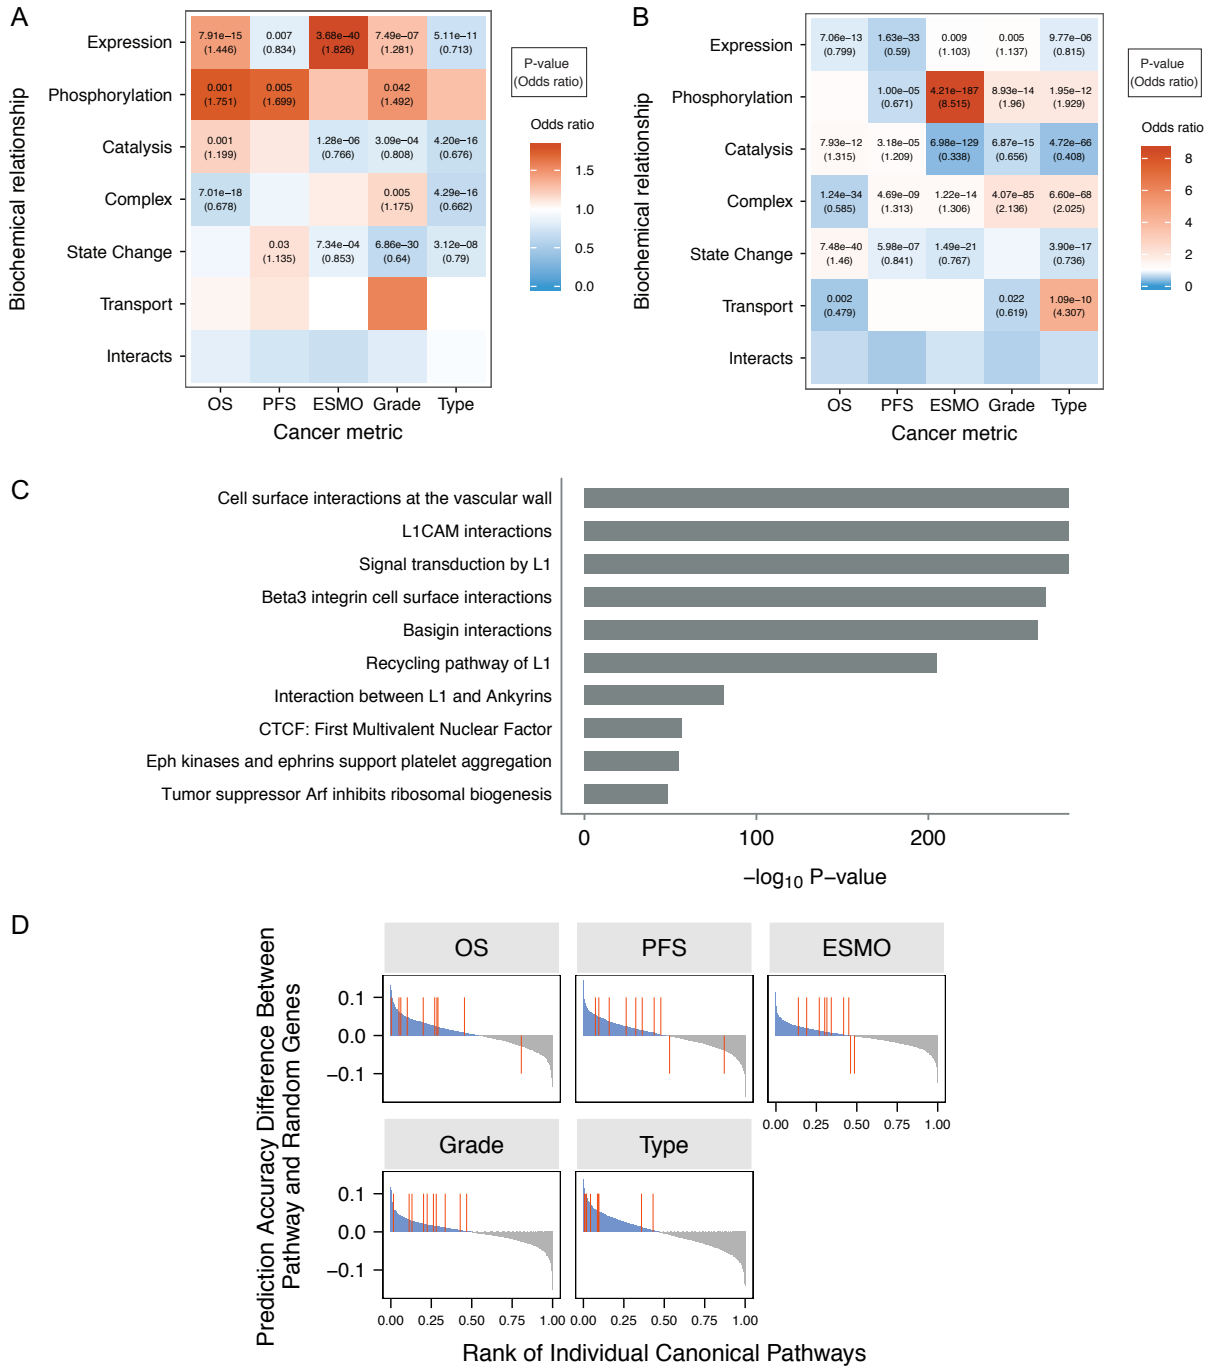 A
Expression
Phosphorylation
Catalysis
Complex
State Change
Transport
Interacts
Biochemical relationship
7.91e−15 0.007 3.68e−40 7.49e−07 5.11e−11
(1.446) (0.834) (1.826) (1.281) (0.713)
0.001 0.005 0.042
(1.751) (1.699) (1.492)
0.001 1.28e−06 3.09e−04 4.20e−16
(1.199) (0.766) (0.808) (0.676)
7.01e−18 0.005 4.29e−16
(0.678) (1.175) (0.662)
0.03 7.34e−04 6.86e−30 3.12e−08
(1.135) (0.853) (0.64) (0.79)
OS PFS ESMO Grade Type
Cancer metric
P−value
(Odds ratio)
Odds ratio
1.5
1.0
0.5
0.0
B
Expression
Phosphorylation
Catalysis
Complex
State Change
Transport
Interacts
Biochemical relationship
7.06e−13 1.63e−33 0.009 0.005 9.77e−06
(0.799) (0.59) (1.103) (1.137) (0.815)
1.00e−05 4.21e−187 8.93e−14 1.95e−12
(0.671) (8.515) (1.96) (1.929)
7.93e−12 3.18e−05 6.98e−129 6.87e−15 4.72e−66
(1.315) (1.209) (0.338) (0.656) (0.408)
1.24e−34 4.69e−09 1.22e−14 4.07e−85 6.60e−68
(0.585) (1.313) (1.306) (2.136) (2.025)
7.48e−40 5.98e−07 1.49e−21 3.90e−17
(1.46) (0.841) (0.767) (0.736)
0.002 0.022 1.09e−10
(0.479) (0.619) (4.307)
OS PFS ESMO Grade Type
Cancer metric
P−value
(Odds ratio)
Odds ratio
8
6
4
2
0
C
Cell surface interactions at the vascular wall
L1CAM interactions
Signal transduction by L1
Beta3 integrin cell surface interactions
Basigin interactions
Recycling pathway of L1
Interaction between L1 and Ankyrins
CTCF: First Multivalent Nuclear Factor
Eph kinases and ephrins support platelet aggregation
Tumor suppressor Arf inhibits ribosomal biogenesis
0 100 200
−log10 P−value
D
Prediction Accuracy Difference Between
Pathway and Random Genes
OS PFS ESMO
0.1
0.0
−0.1
0.00 0.25 0.50 0.75 1.00
Grade Type
0.1
0.0
−0.1
0.00 0.25 0.50 0.75 1.00 0.00 0.25 0.50 0.75 1.00
Rank of Individual Canonical Pathways